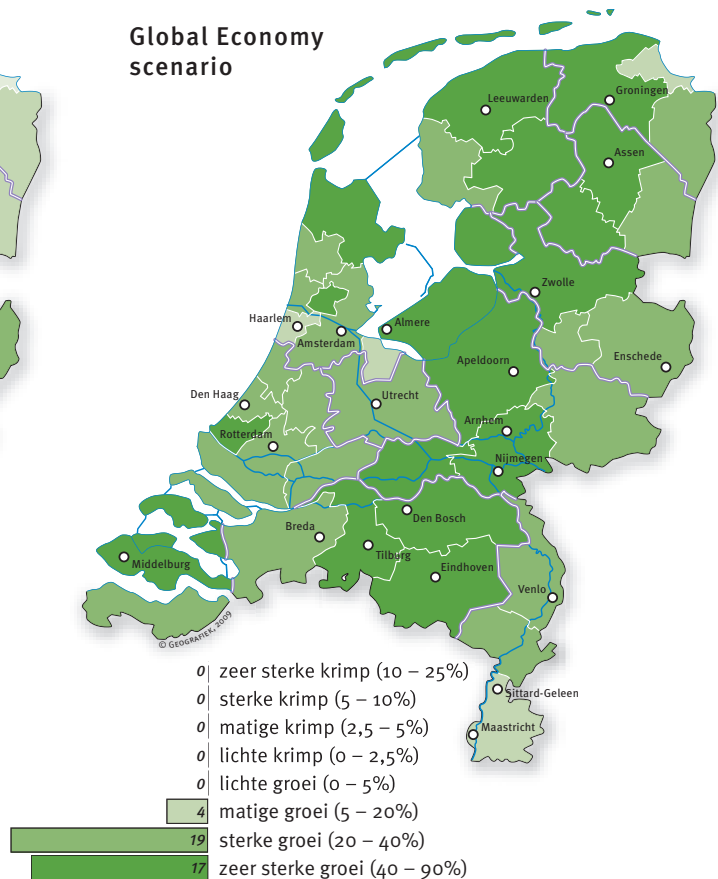 Global Economy
scenario
Leeuwarden
Groningen
Assen
Zwolle
Haarlem
Amsterdam
Almere
Enschede
Apeldoorn
Den Haag
Utrecht
Rotterdam
Arnhem
Nijmegen
Den Bosch
Breda
Tilburg
Middelburg
Eindhoven
Venlo
© GEOGRAFIEK, 2009
Sittard-Geleen
Maastricht
0 zeer sterke krimp (10 – 25%)
0 sterke krimp (5 – 10%)
0 matige krimp (2,5 – 5%)
0 lichte krimp (0 – 2,5%)
0 lichte groei (0 – 5%)
4 matige groei (5 – 20%)
19 sterke groei (20 – 40%)
17 zeer sterke groei (40 – 90%)